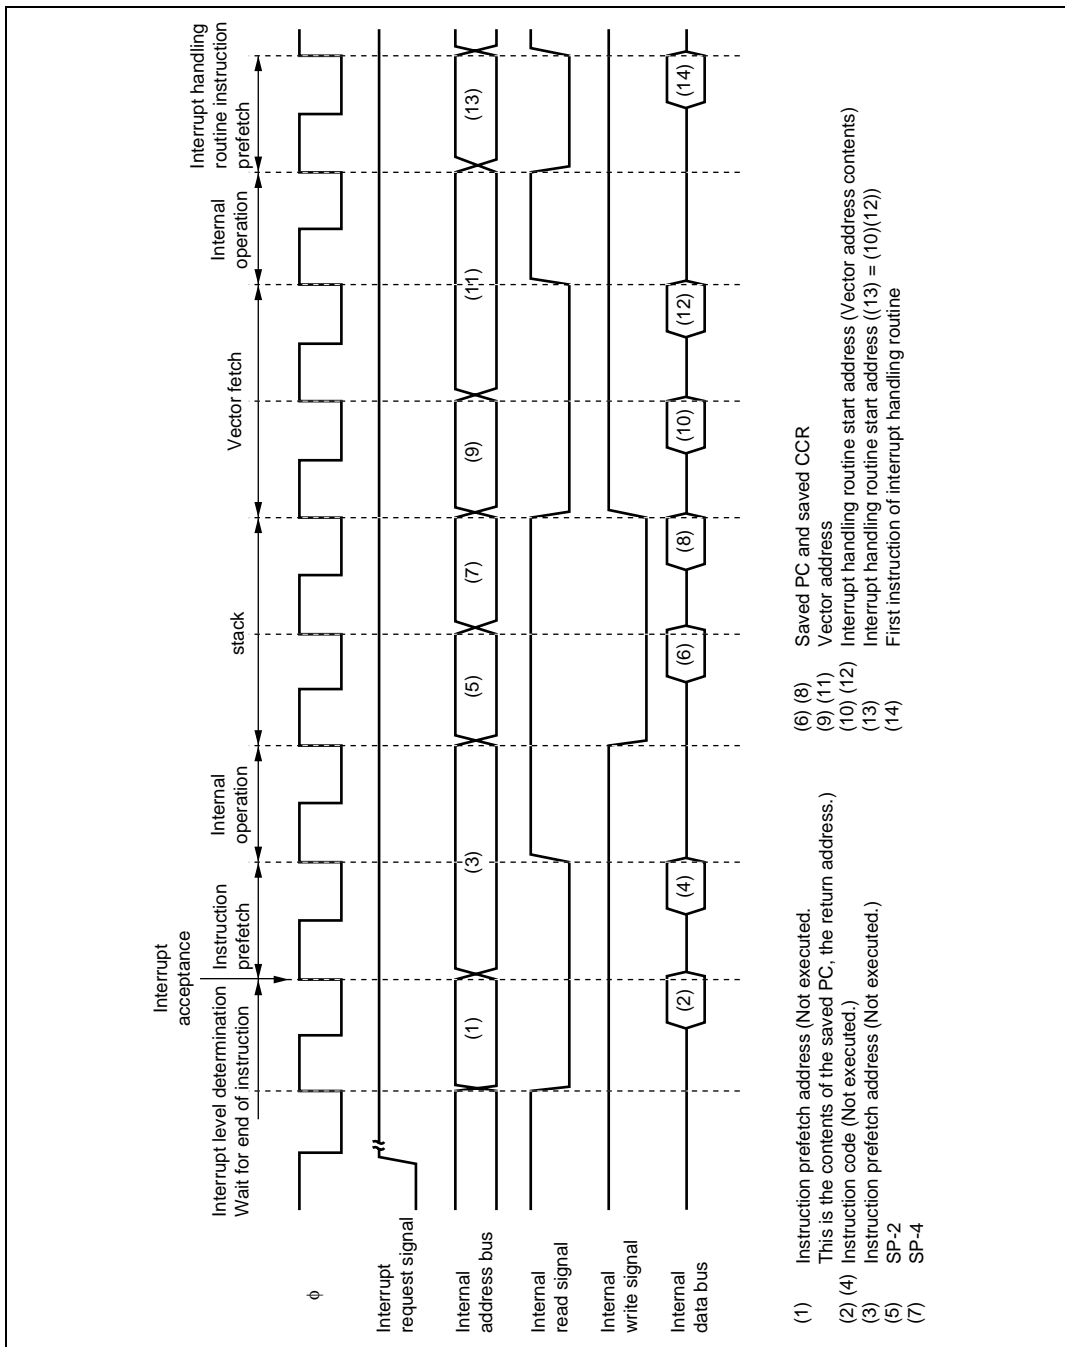 Interrupt level determination
Wait for end of instruction
Interrupt
acceptance
Instruction
prefetch
Internal
operation
stack
Vector fetch
Internal
operation
Interrupt handling
routine instruction
prefetch
φ
Interrupt
request signal
Internal
address bus
(1)
(3)
(5)
(7)
(9)
(11)
(13)
Internal
read signal
Internal
write signal
Internal
data bus
(2)
(4)
(6)
(8)
(10)
(12)
(14)
(1) Instruction prefetch address (Not executed.
This is the contents of the saved PC, the return address.)
(2) (4) Instruction code (Not executed.)
(3) Instruction prefetch address (Not executed.)
(5) SP-2
(7) SP-4
(6) (8) Saved PC and saved CCR
(9) (11) Vector address
(10) (12) Interrupt handling routine start address (Vector address contents)
(13) Interrupt handling routine start address ((13) = (10)(12))
(14) First instruction of interrupt handling routine